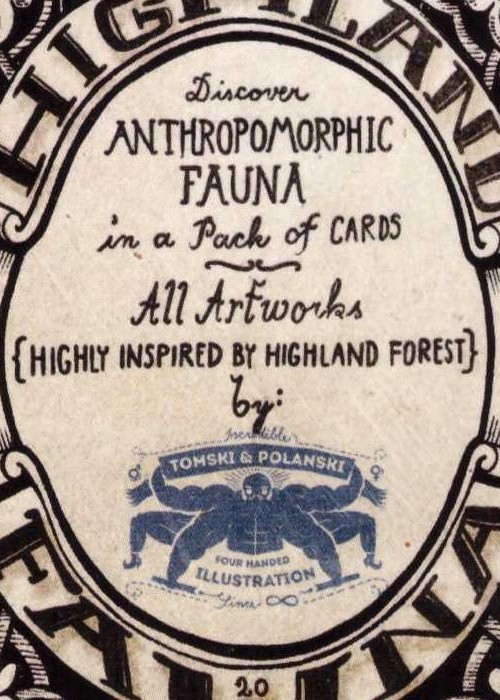 HIGHLAND
Discover
ANTHROPOMORPHIC
FAUNA
in a Pack of CARDS
All Artworks
{HIGHLY INSPIRED BY HIGHLAND FOREST}
by:
Incredible
TOMSKI & POLANSKI
FOUR HANDED
ILLUSTRATION
Since ∞
FAUNA
20